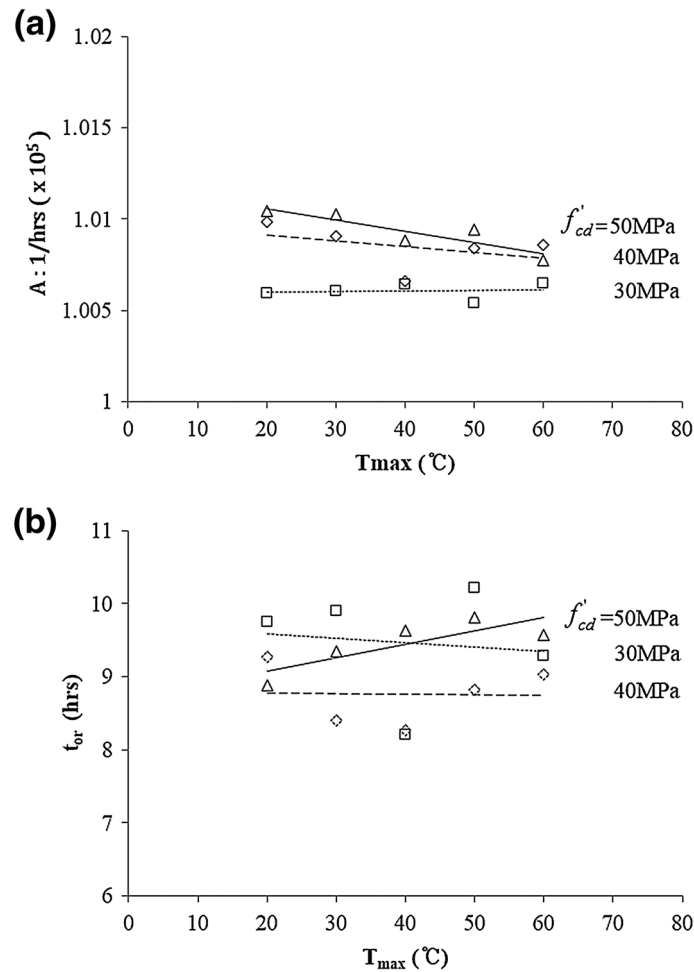 (a)
1.02
1.015
1.01
1.005
1
A : 1/hrs ( x 10⁵)
f'cd=50MPa
40MPa
30MPa
0 10 20 30 40 50 60 70 80
Tmax (℃)
(b)
11
10
9
8
7
6
tor (hrs)
f'cd=50MPa
30MPa
40MPa
0 10 20 30 40 50 60 70 80
Tmax (℃)